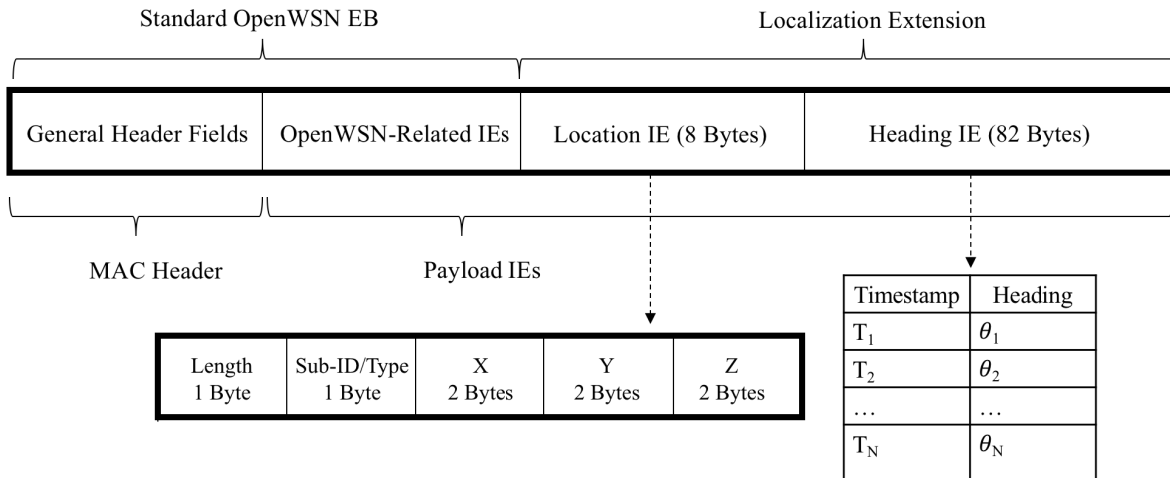 Standard OpenWSN EB
Localization Extension
General Header Fields
OpenWSN-Related IEs
Location IE (8 Bytes)
Heading IE (82 Bytes)
MAC Header
Payload IEs
Length
1 Byte
Sub-ID/Type
1 Byte
X
2 Bytes
Y
2 Bytes
Z
2 Bytes
Timestamp Heading
T₁ θ₁
T₂ θ₂
... ...
T_N θ_N